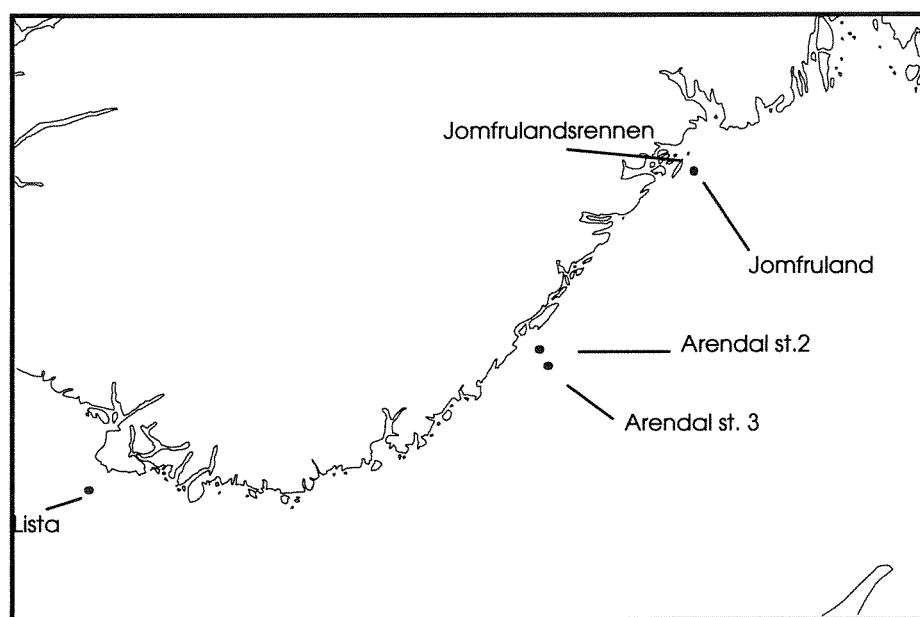 Jomfrulandsrennen
Jomfruland
Arendal st.2
Arendal st. 3
Lista